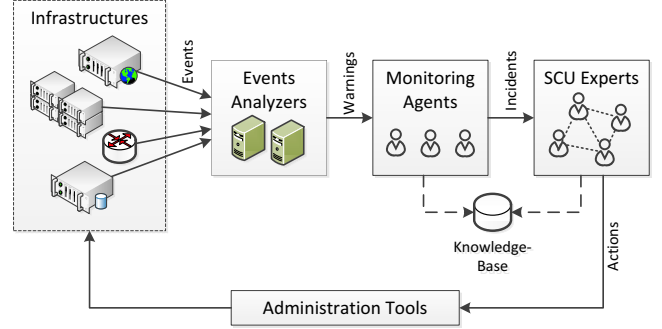 Infrastructures
Events
Events
Analyzers
Warnings
Monitoring
Agents
Incidents
SCU Experts
Knowledge-
Base
Actions
Administration Tools